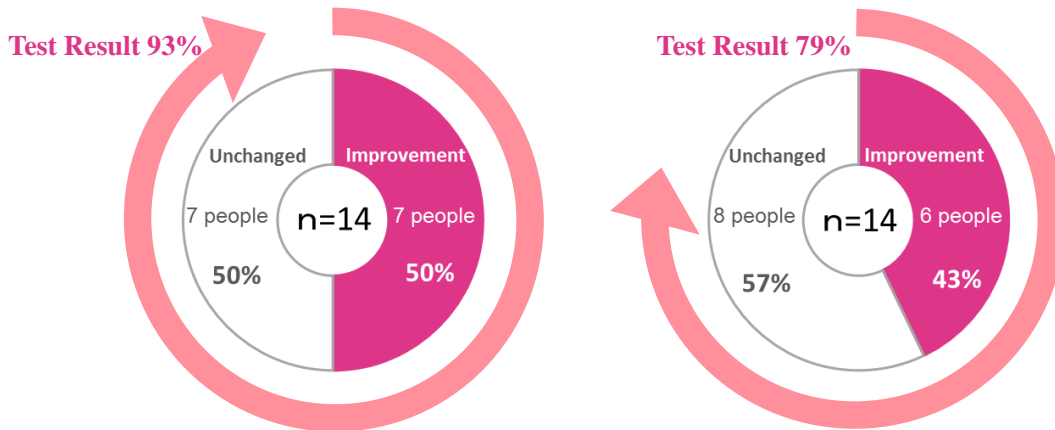 Test Result 93%
Unchanged
Improvement
7 people
n=14
7 people
50%
50%
Test Result 79%
Unchanged
Improvement
8 people
n=14
6 people
57%
43%